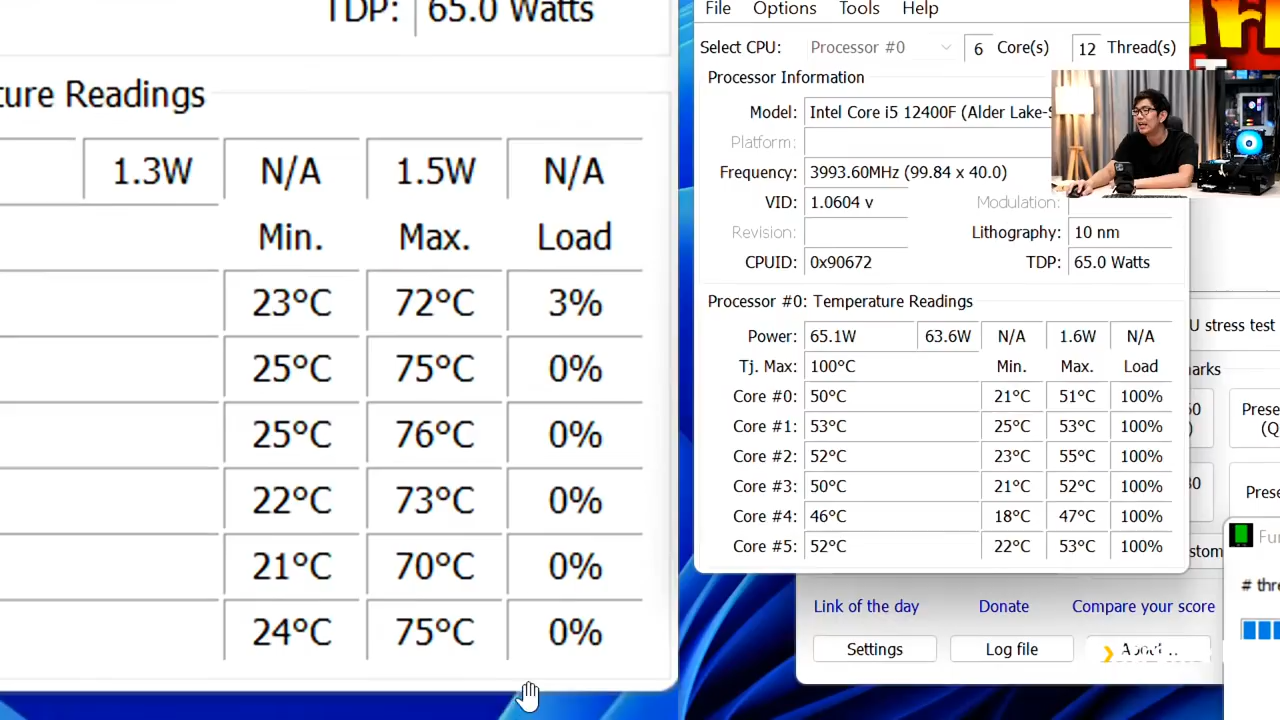 TDP: 65.0 Watts
ture Readings
1.3W N/A 1.5W N/A
Min. Max. Load
23°C 72°C 3%
25°C 75°C 0%
25°C 76°C 0%
22°C 73°C 0%
21°C 70°C 0%
24°C 75°C 0%
File Options Tools Help
Select CPU: Processor #0 6 Core(s) 12 Thread(s)
Processor Information
Model: Intel Core i5 12400F (Alder Lake-S
Platform:
Frequency: 3993.60MHz (99.84 x 40.0)
VID: 1.0604 v Modulation:
Revision: Lithography: 10 nm
CPUID: 0x90672 TDP: 65.0 Watts
Processor #0: Temperature Readings
Power: 65.1W 63.6W N/A 1.6W N/A
Tj. Max: 100°C Min. Max. Load
Core #0: 50°C 21°C 51°C 100%
Core #1: 53°C 25°C 53°C 100%
Core #2: 52°C 23°C 55°C 100%
Core #3: 50°C 21°C 52°C 100%
Core #4: 46°C 18°C 47°C 100%
Core #5: 52°C 22°C 53°C 100%
U stress test
arks
Prese
(Q
Prese
stom
Fur
# thre
Link of the day Donate Compare your score
Settings Log file